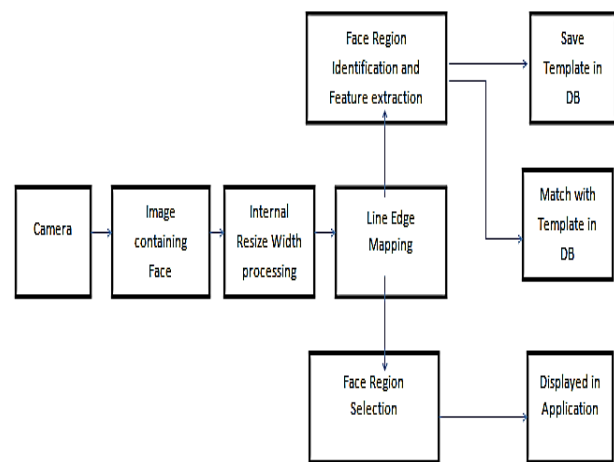 Face Region
Identification and
Feature extraction
Save
Template in
DB
Camera
Image
containing
Face
Internal
Resize Width
processing
Line Edge
Mapping
Match with
Template in
DB
Face Region
Selection
Displayed in
Application